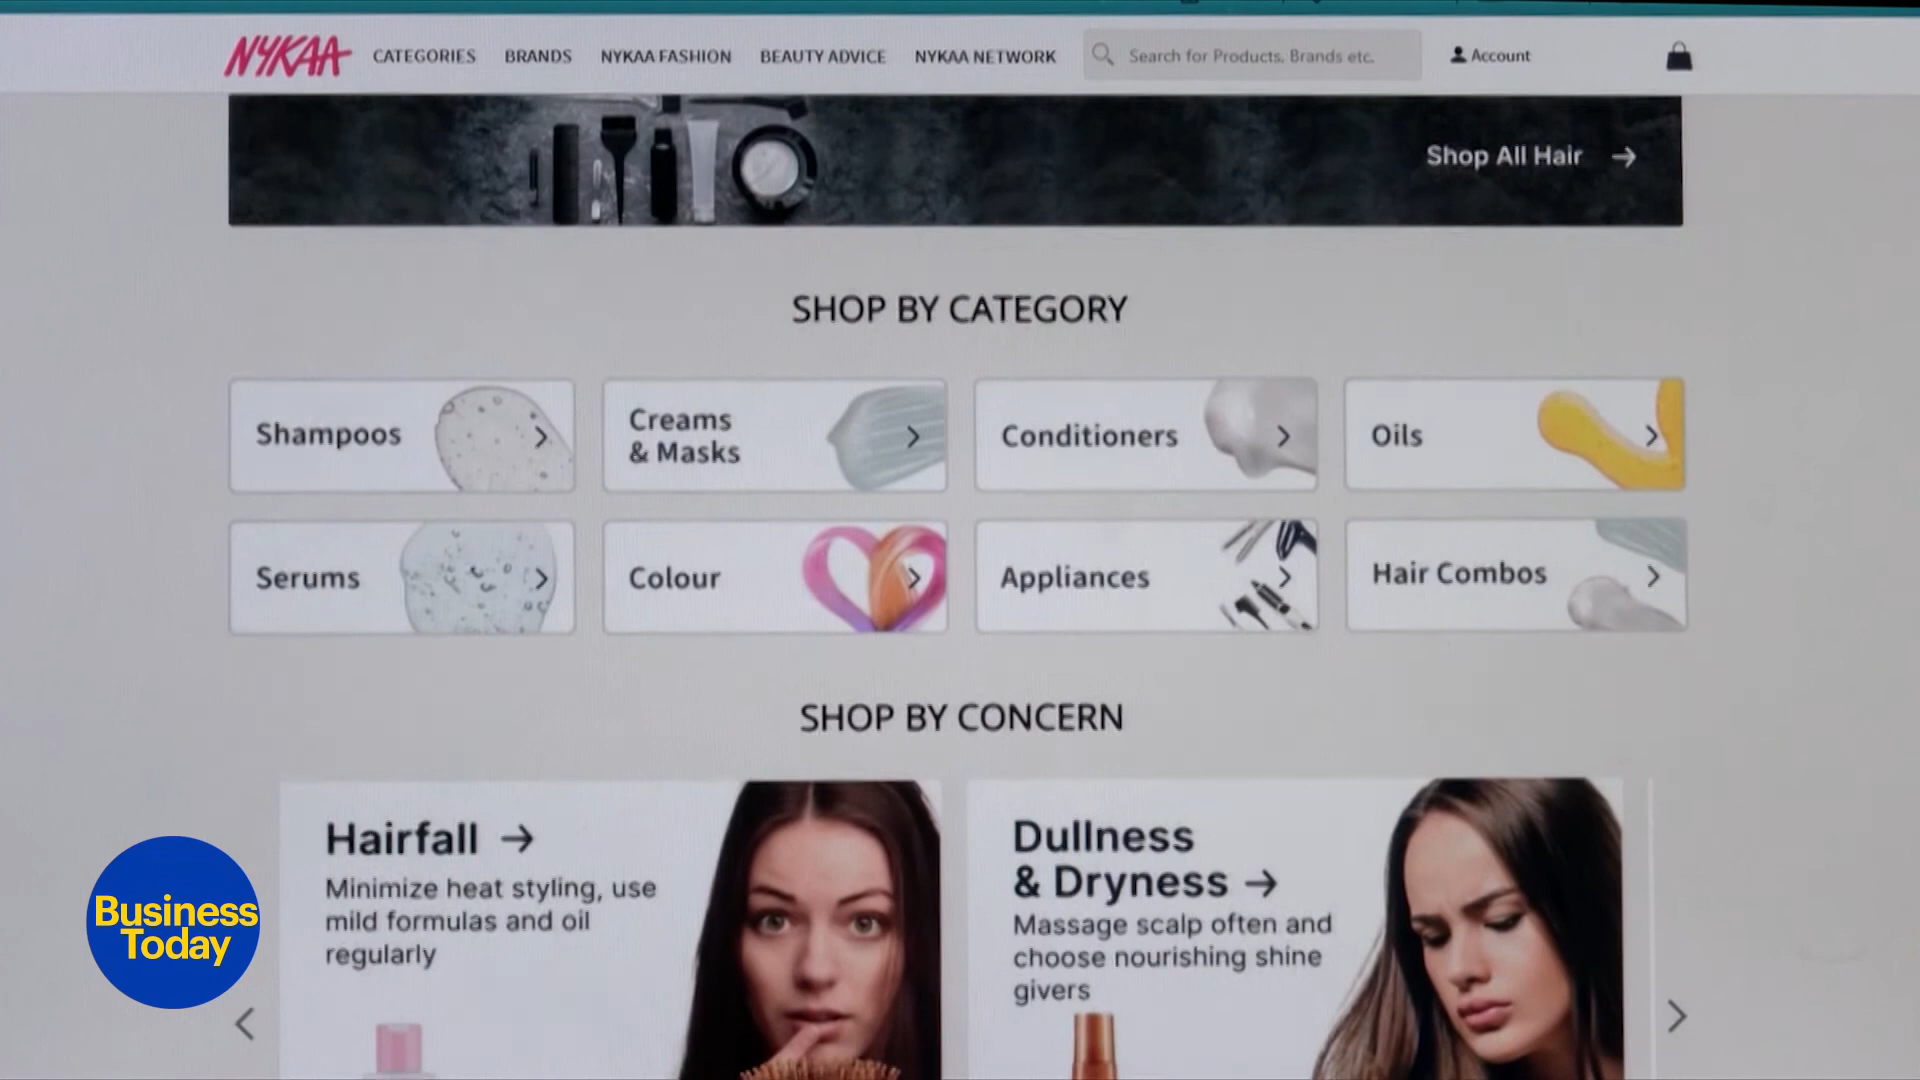 NYKAA CATEGORIES BRANDS NYKAA FASHION BEAUTY ADVICE NYKAA NETWORK Search for Products, Brands etc. Account
Shop All Hair →
SHOP BY CATEGORY
Shampoos
Creams
& Masks
Conditioners
Oils
Serums
Colour
Appliances
Hair Combos
SHOP BY CONCERN
Hairfall →
Minimize heat styling, use
mild formulas and oil
regularly
Dullness
& Dryness →
Massage scalp often and
choose nourishing shine
givers
Business
Today